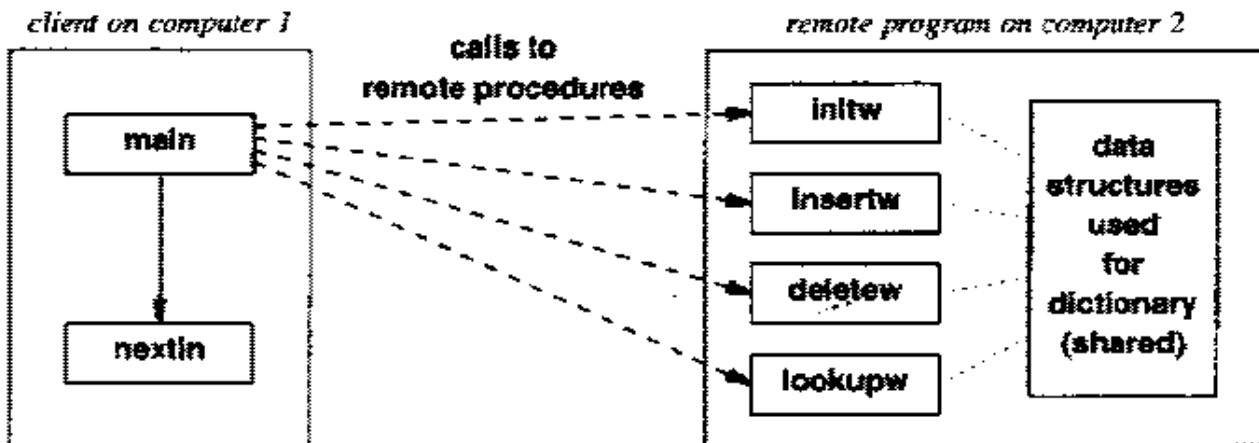 client on computer 1
remote program on computer 2
calls to
remote procedures
main
nextin
initw
insertw
deletew
lookupw
data
structures
used
for
dictionary
(shared)